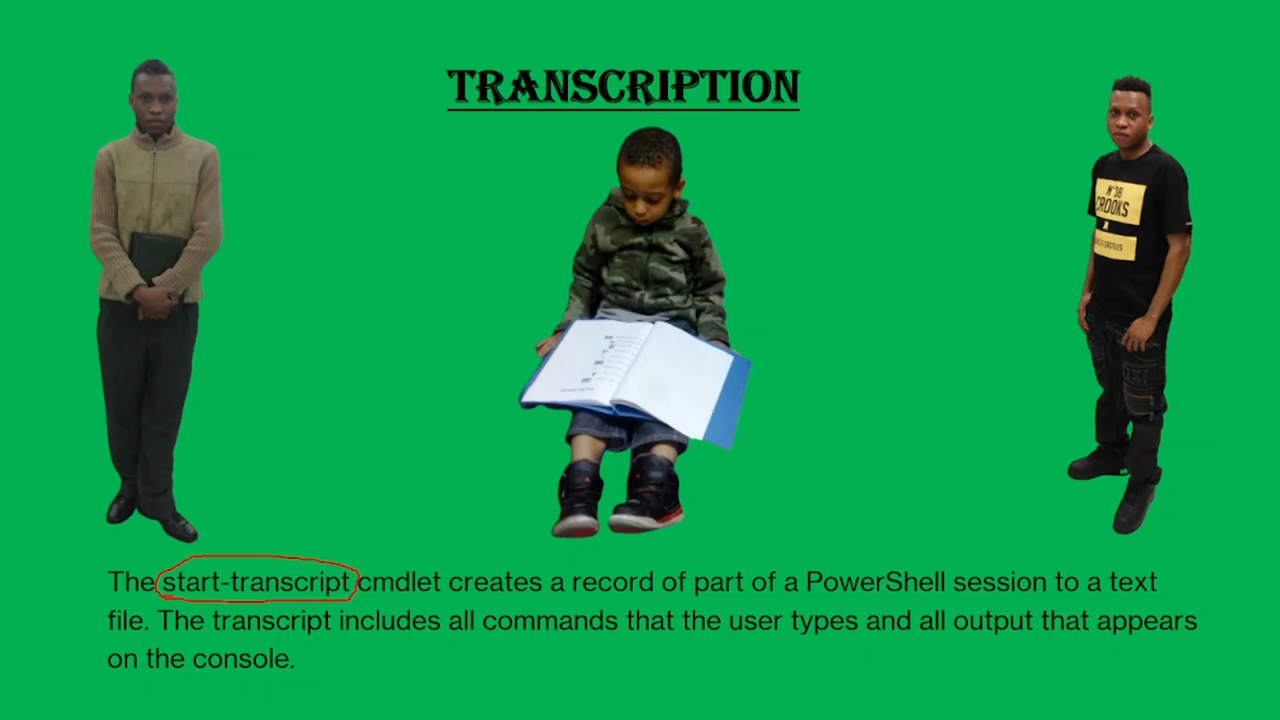 TRANSCRIPTION
N°08
CROOKS
The start-transcript cmdlet creates a record of part of a PowerShell session to a text
file. The transcript includes all commands that the user types and all output that appears
on the console.